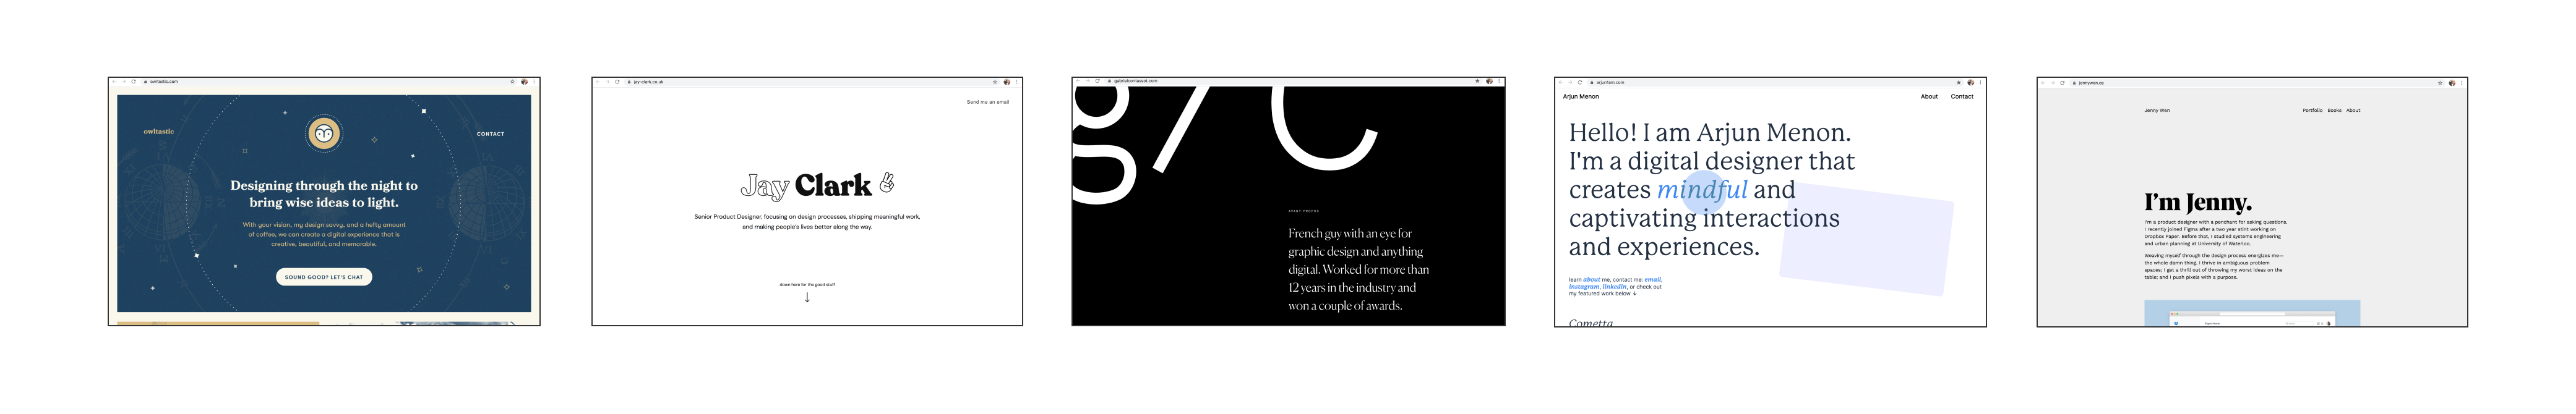 owltastic.com
owltastic
CONTACT
Designing through the night to
bring wise ideas to light.
With your vision, my design savvy, and a hefty amount
of coffee, we can create a digital experience that is
creative, beautiful, and memorable.
SOUND GOOD? LET'S CHAT
jay-clark.co.uk
Send me an email
Jay Clark
Senior Product Designer, focusing on design processes, shipping meaningful work,
and making people's lives better along the way.
down here for the good stuff
g/C
AVANT-PROPOS
French guy with an eye for
graphic design and anything
digital. Worked for more than
12 years in the industry and
won a couple of awards.
Arjun Menon
About Contact
Hello! I am Arjun Menon.
I'm a digital designer that
creates mindful and
captivating interactions
and experiences.
learn about me, contact me: email,
instagram, linkedin, or check out
my featured work below ↓
Cometta
jennywen.co
Jenny Wen
Portfolio Books About
I'm Jenny.
I'm a product designer with a penchant for asking questions.
I recently joined Figma after a two year stint working on
Dropbox Paper. Before that, I studied systems engineering
and urban planning at University of Waterloo.
Weaving myself through the design process energizes me—
the whole damn thing. I thrive in ambiguous problem
spaces; I get a thrill out of throwing my worst ideas on the
table; and I push pixels with a purpose.